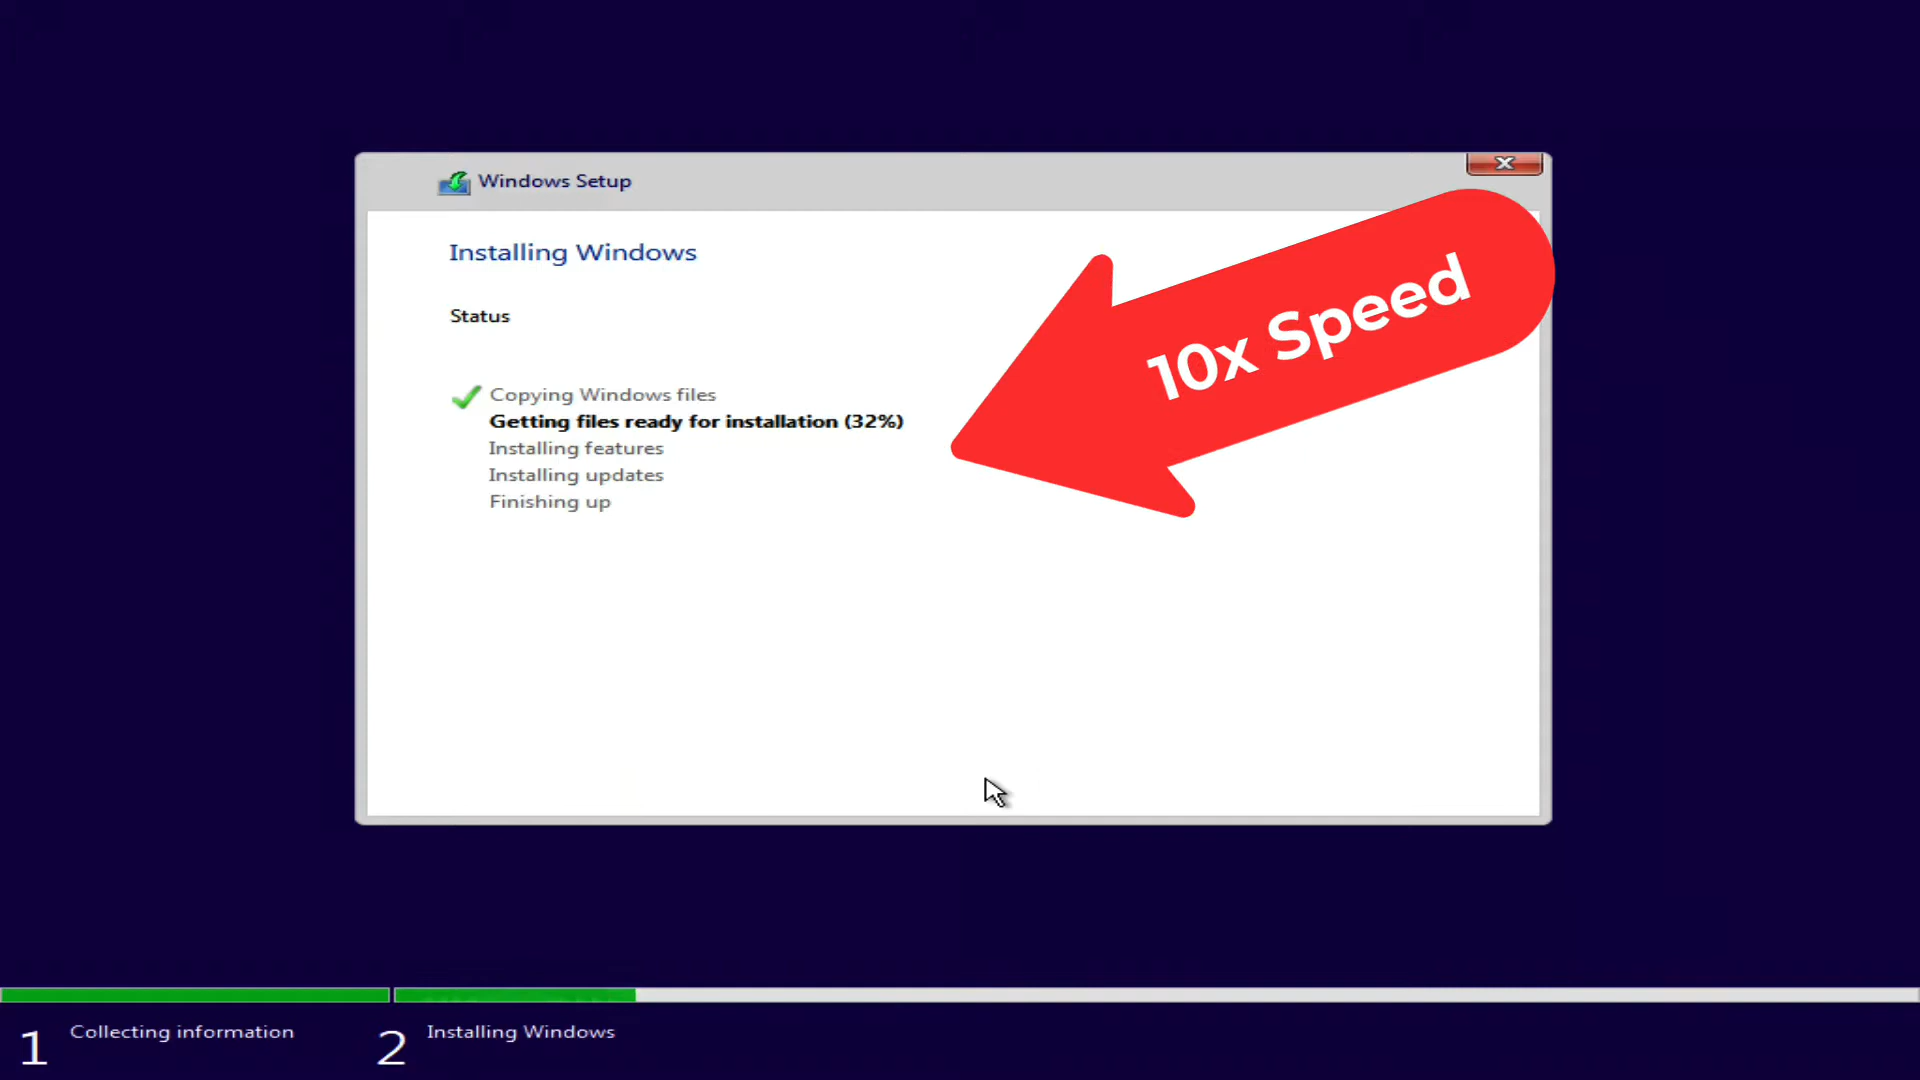 Windows Setup
Installing Windows
Status
Copying Windows files
Getting files ready for installation (32%)
Installing features
Installing updates
Finishing up
10x Speed
1 Collecting information
2 Installing Windows